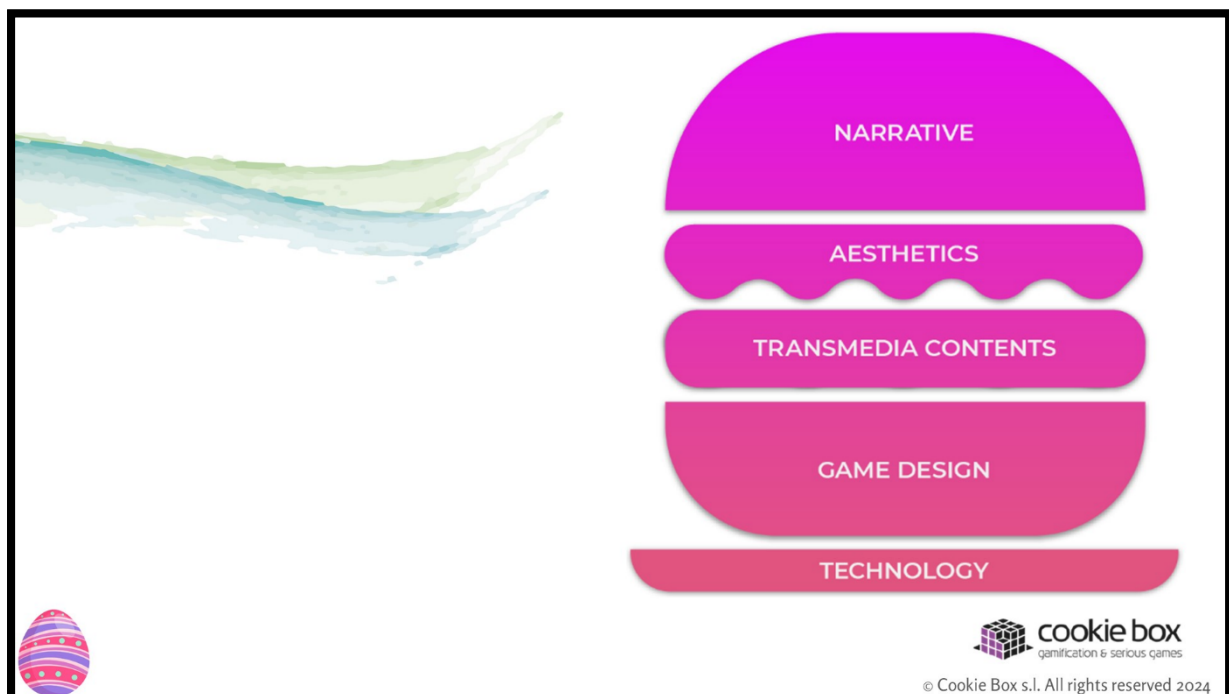 NARRATIVE
AESTHETICS
TRANSMEDIA CONTENTS
GAME DESIGN
TECHNOLOGY
cookie box
gamification & serious games
© Cookie Box s.l. All rights reserved 2024